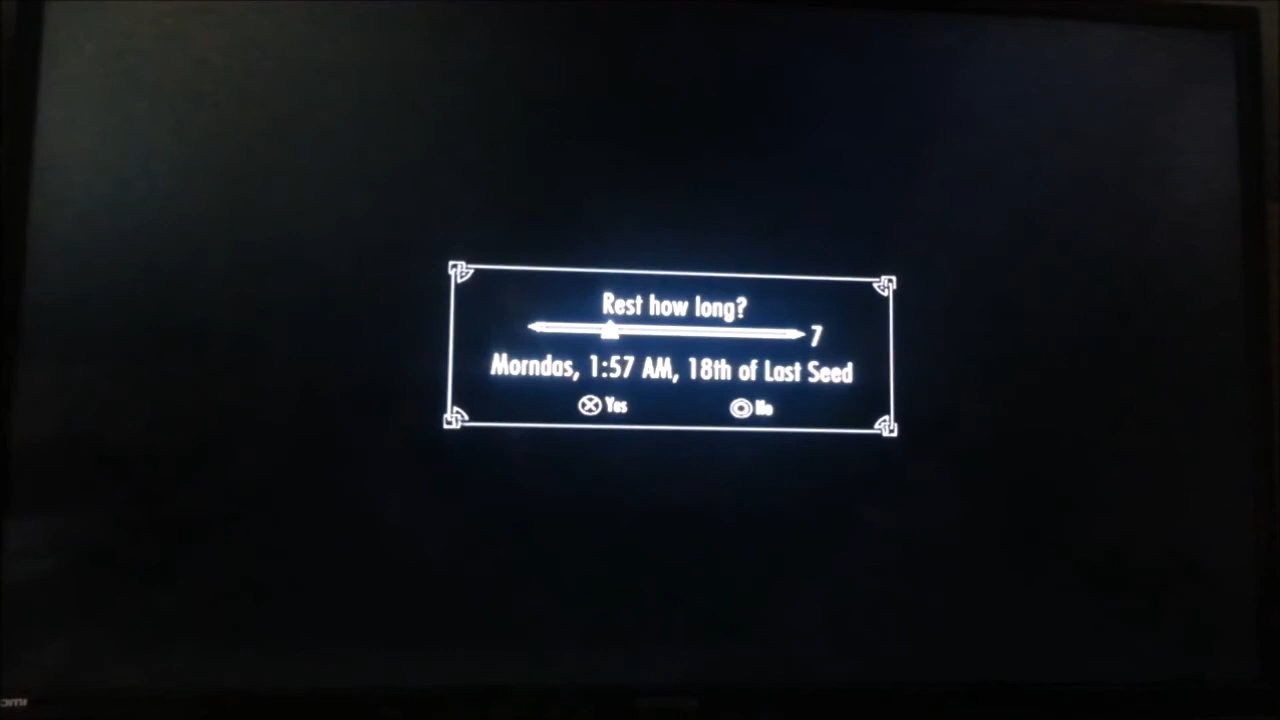 Rest how long?
7
Morndas, 1:57 AM, 18th of Last Seed
Yes No